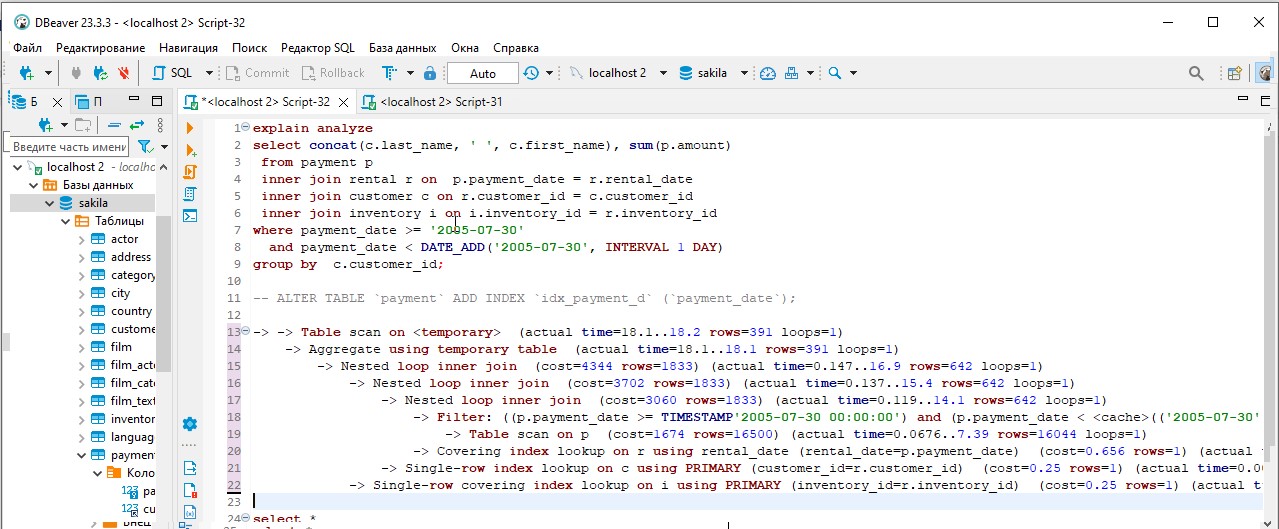 DBeaver 23.3.3 - <localhost 2> Script-32
Файл Редактирование Навигация Поиск Редактор SQL База данных Окна Справка
SQL Commit Rollback Auto localhost 2 sakila
Б П *<localhost 2> Script-32 <localhost 2> Script-31
Введите часть имени
localhost 2 - localho
Базы данных
sakila
Таблицы
actor
address
category
city
country
custome
film
film_act
film_cat
film_text
inventor
language
payment
Коло
123 pa
123 cu
1 explain analyze
2 select concat(c.last_name, ' ', c.first_name), sum(p.amount)
3 from payment p
4 inner join rental r on p.payment_date = r.rental_date
5 inner join customer c on r.customer_id = c.customer_id
6 inner join inventory i on i.inventory_id = r.inventory_id
7 where payment_date >= '2005-07-30'
8 and payment_date < DATE_ADD('2005-07-30', INTERVAL 1 DAY)
9 group by c.customer_id;
10
11 -- ALTER TABLE `payment` ADD INDEX `idx_payment_d` (`payment_date`);
12
13 -> -> Table scan on <temporary> (actual time=18.1..18.2 rows=391 loops=1)
14 -> Aggregate using temporary table (actual time=18.1..18.1 rows=391 loops=1)
15 -> Nested loop inner join (cost=4344 rows=1833) (actual time=0.147..16.9 rows=642 loops=1)
16 -> Nested loop inner join (cost=3702 rows=1833) (actual time=0.137..15.4 rows=642 loops=1)
17 -> Nested loop inner join (cost=3060 rows=1833) (actual time=0.119..14.1 rows=642 loops=1)
18 -> Filter: ((p.payment_date >= TIMESTAMP'2005-07-30 00:00:00') and (p.payment_date < <cache>(('2005-07-30'
19 -> Table scan on p (cost=1674 rows=16500) (actual time=0.0676..7.39 rows=16044 loops=1)
20 -> Covering index lookup on r using rental_date (rental_date=p.payment_date) (cost=0.656 rows=1) (actual
21 -> Single-row index lookup on c using PRIMARY (customer_id=r.customer_id) (cost=0.25 rows=1) (actual time=0.00
22 -> Single-row covering index lookup on i using PRIMARY (inventory_id=r.inventory_id) (cost=0.25 rows=1) (actual t
23
24 select *